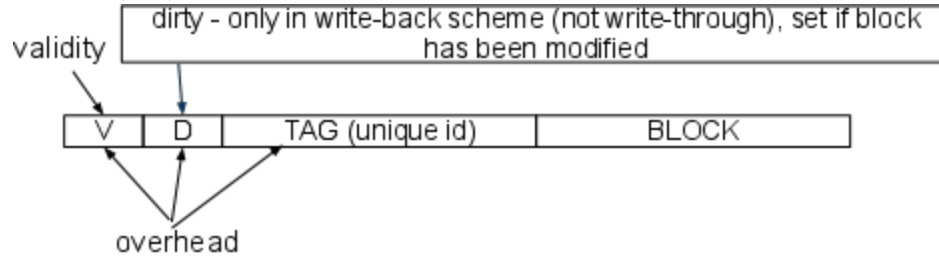 dirty - only in write-back scheme (not write-through), set if block
has been modified
validity
V D TAG (unique id) BLOCK
overhead